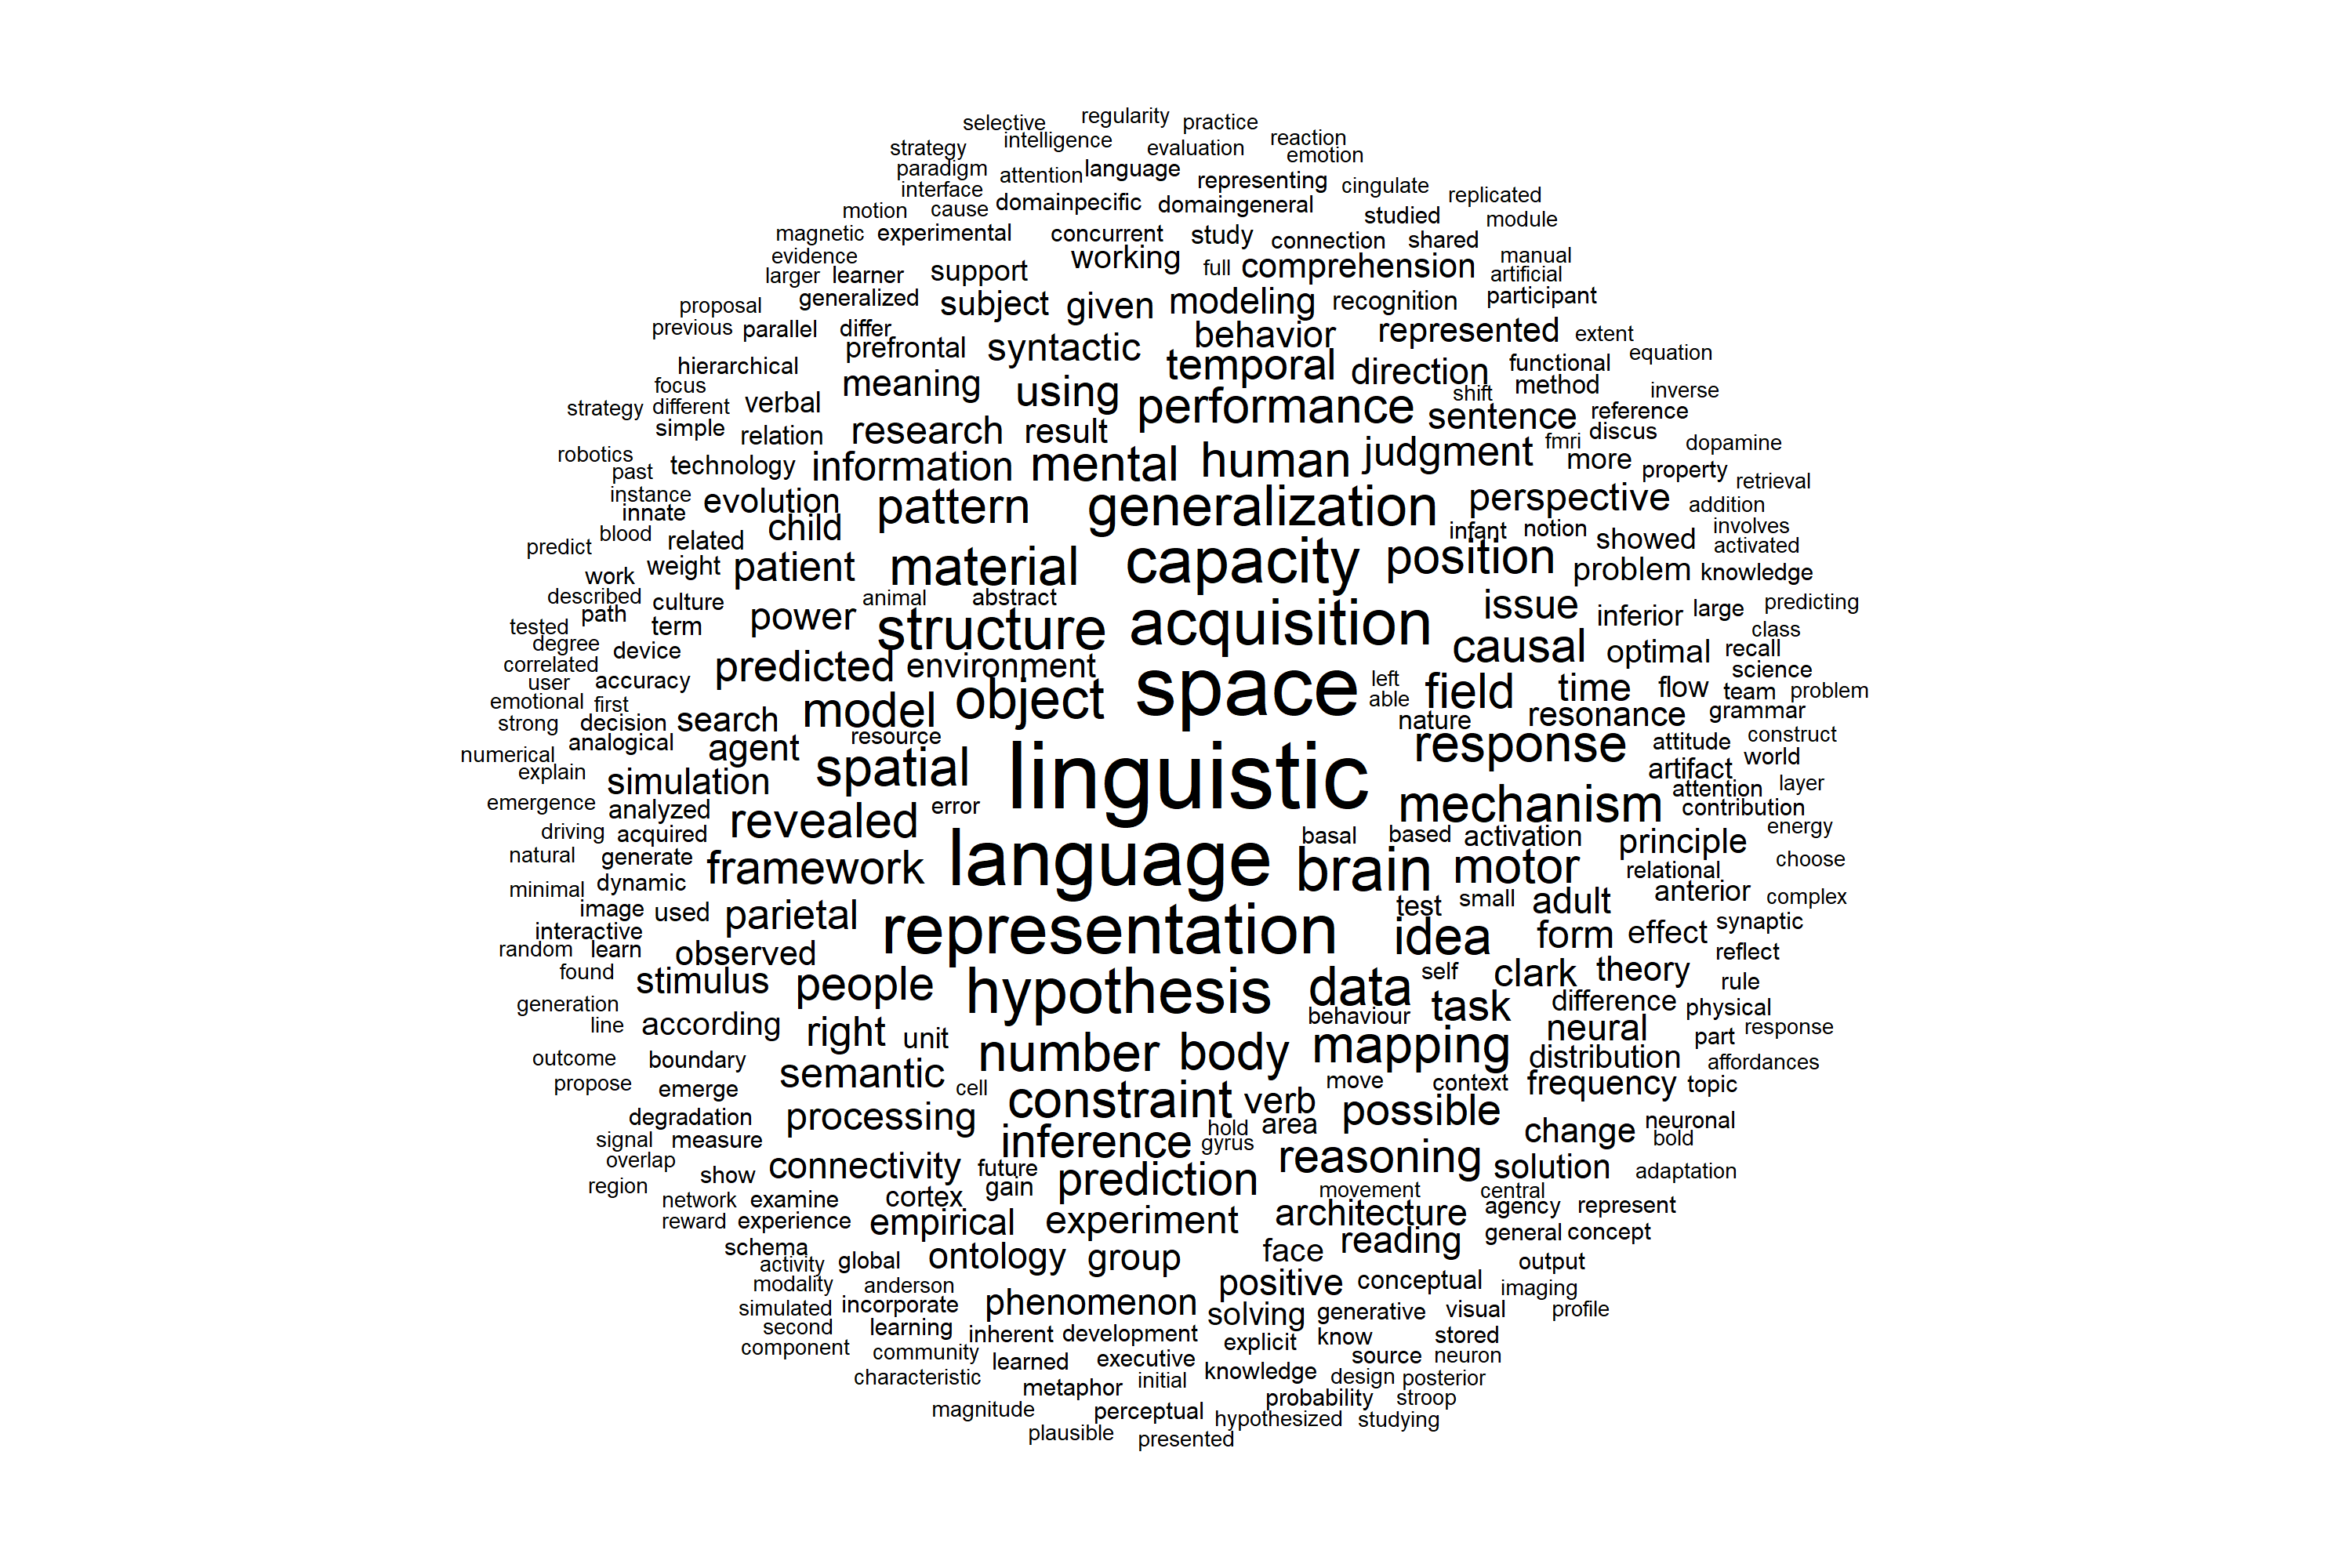 selective regularity practice
strategy intelligence evaluation reaction
emotion
paradigm attention language
interface representing cingulate replicated
motion cause domainpecific domaingeneral studied module
magnetic experimental concurrent study connection shared
evidence working full comprehension manual
larger learner support artificial
proposal generalized subject given modeling recognition participant
previous parallel differ behavior represented extent
hierarchical prefrontal syntactic temporal direction functional equation
focus meaning using shift method inverse
strategy different verbal performance sentence reference
simple relation research result judgment fmri discus dopamine
robotics past technology information mental human more property retrieval
instance evolution pattern generalization perspective addition
innate child infant notion involves
predict blood related material capacity position showed activated
work weight patient problem knowledge
described path culture power animal abstract issue inferior large predicting
tested term structure acquisition class
degree device causal optimal recall
correlated predicted environment science
user accuracy space left field time flow team problem
emotional first model object able
strong decision search nature resonance grammar
numerical analogical agent resource response attitude construct
explain simulation spatial linguistic artifact world
emergence analyzed revealed error mechanism attention layer
contribution
driving acquired basal based activation principle energy
natural generate framework language brain motor relational choose
minimal dynamic anterior complex
image used parietal representation test small adult synaptic
interactive idea form effect
random learn observed reflect
found stimulus people hypothesis data self clark theory rule
generation behaviour task difference physical
line according right unit neural part response
outcome boundary number body mapping distribution affordances
propose emerge semantic cell move context frequency topic
degradation processing constraint verb possible neuronal
signal measure inference hold area change bold
overlap gyrus
region show connectivity future prediction reasoning solution adaptation
network examine cortex gain movement central
reward experience empirical experiment architecture agency represent
schema ontology group face reading general concept
activity global output
modality anderson positive conceptual imaging
simulated incorporate phenomenon solving generative visual profile
second learning inherent development explicit know stored
component community learned executive source neuron
characteristic metaphor initial knowledge design posterior
magnitude perceptual probability stroop
hypothesized studying
plausible presented